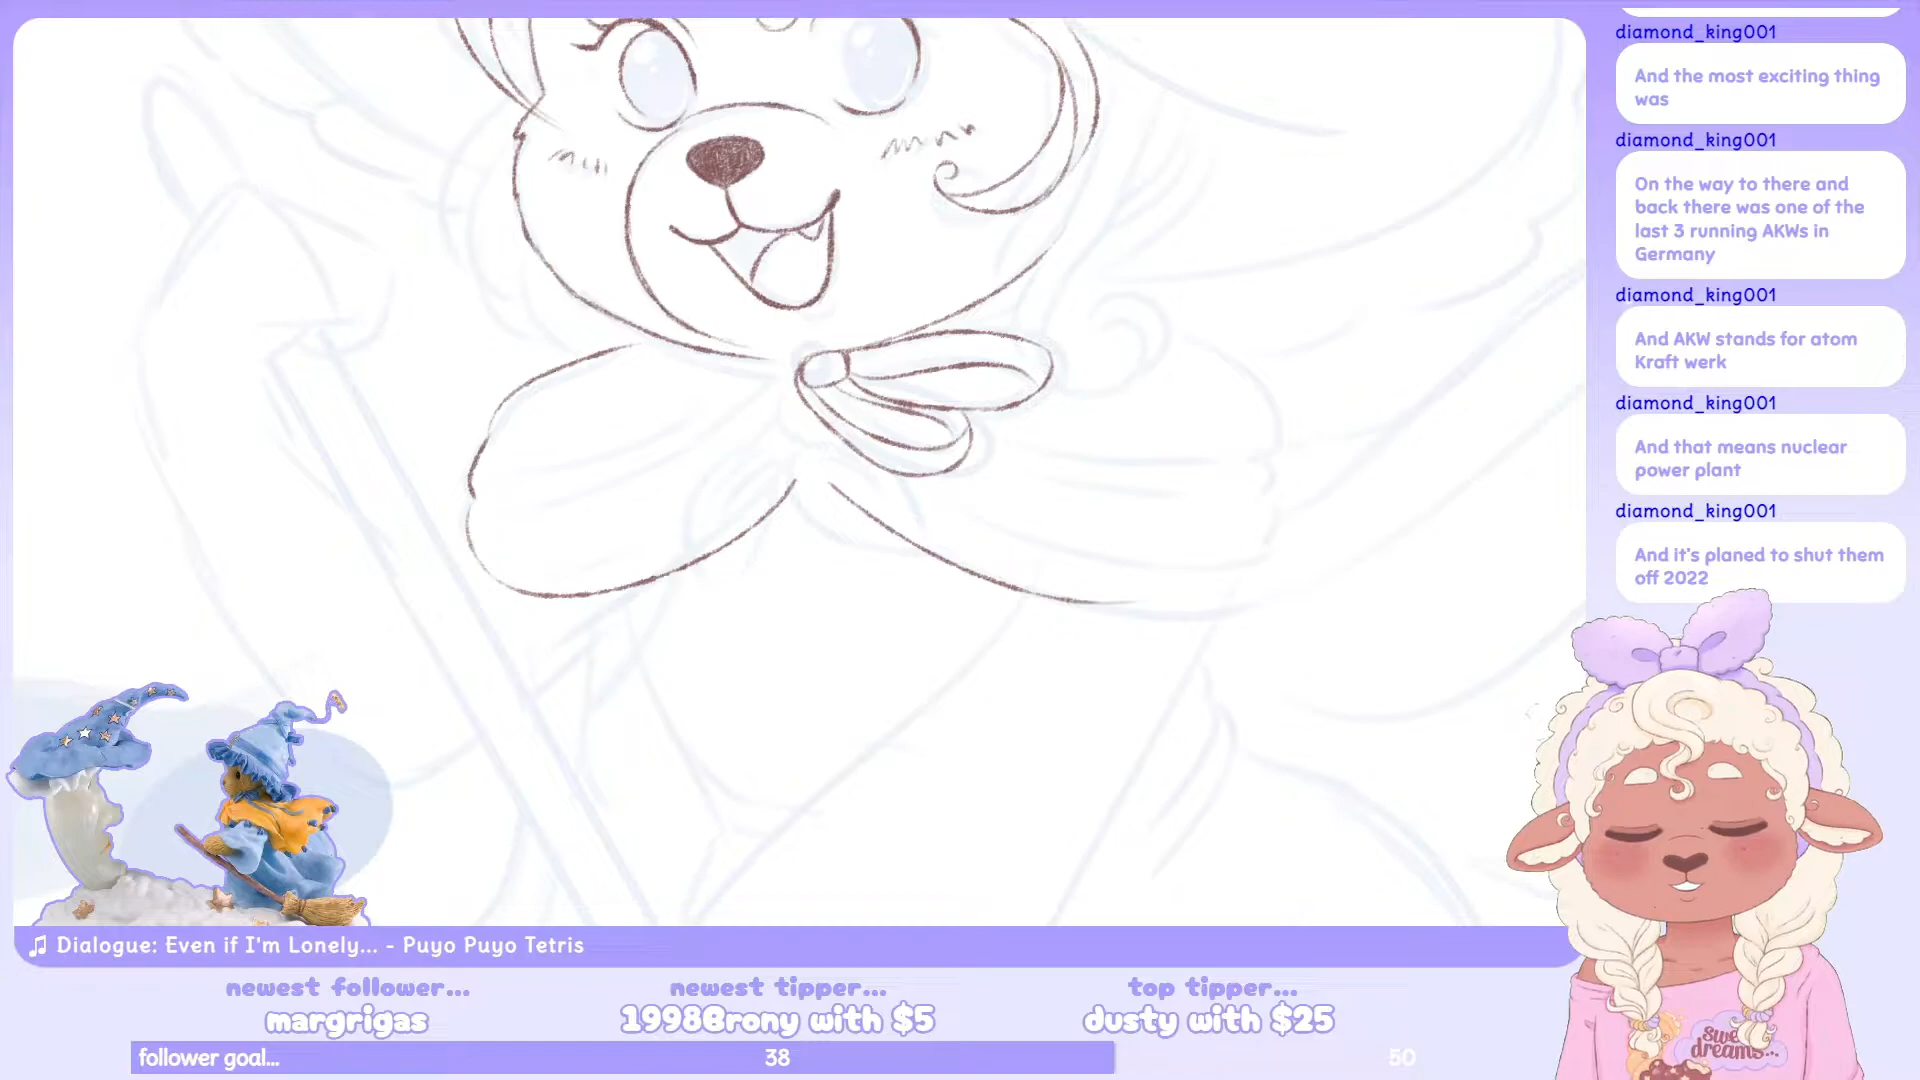 diamond_king001
And the most exciting thing
was
diamond_king001
On the way to there and
back there was one of the
last 3 running AKWs in
Germany
diamond_king001
And AKW stands for atom
Kraft werk
diamond_king001
And that means nuclear
power plant
diamond_king001
And it's planed to shut them
off 2022
♫ Dialogue: Even if I'm Lonely... - Puyo Puyo Tetris
newest follower...
margrigas
newest tipper...
1998Brony with $5
top tipper...
dusty with $25
follower goal...
38
50
dreams...